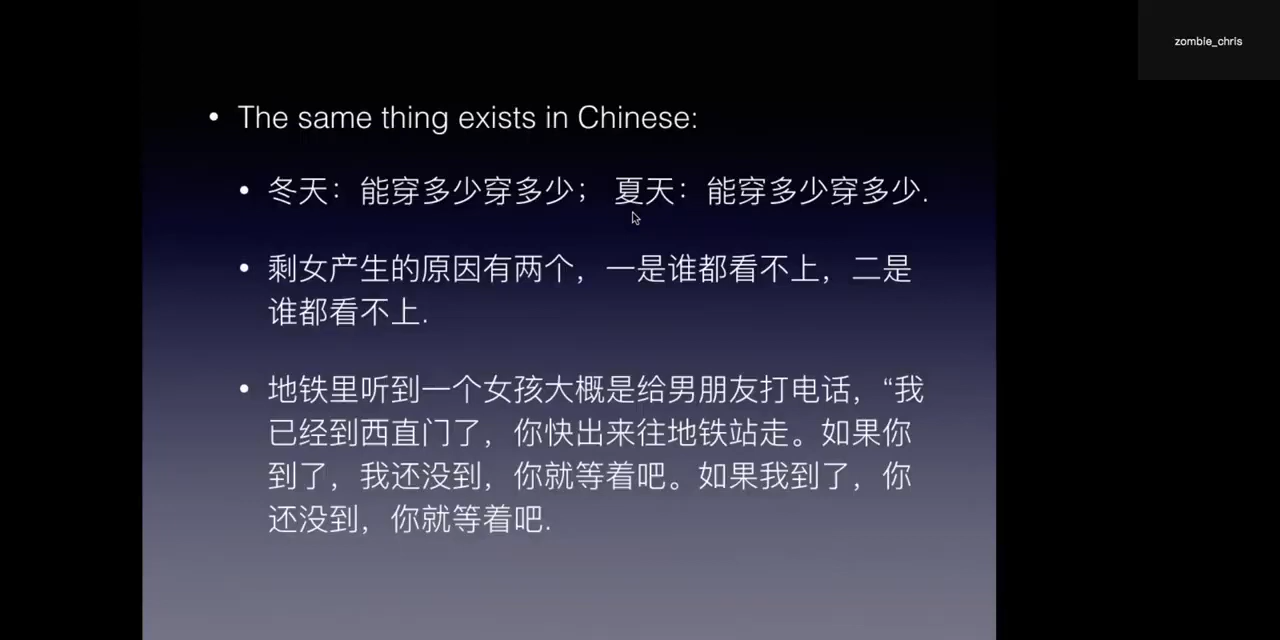 zombie_chris
• The same thing exists in Chinese:
• 冬天：能穿多少穿多少； 夏天：能穿多少穿多少.
• 剩女产生的原因有两个，一是谁都看不上，二是
谁都看不上.
• 地铁里听到一个女孩大概是给男朋友打电话，“我
已经到西直门了，你快出来往地铁站走。如果你
到了，我还没到，你就等着吧。如果我到了，你
还没到，你就等着吧.